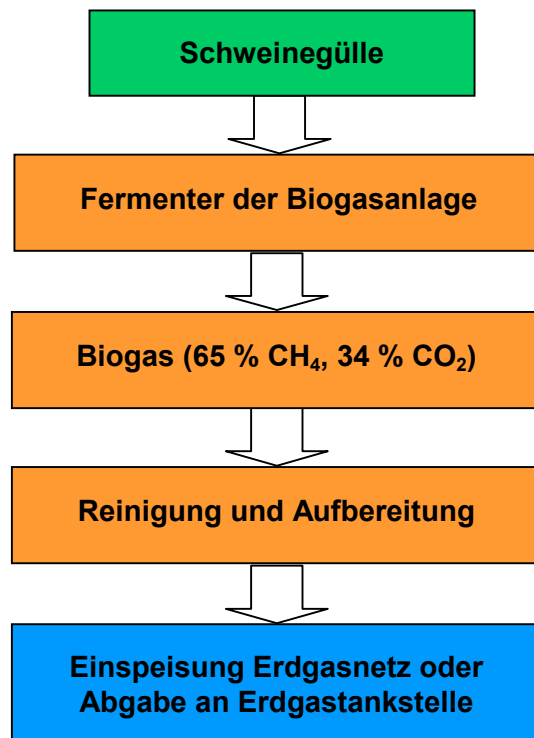 Schweinegülle
Fermenter der Biogasanlage
Biogas (65 % CH₄, 34 % CO₂)
Reinigung und Aufbereitung
Einspeisung Erdgasnetz oder
Abgabe an Erdgastankstelle